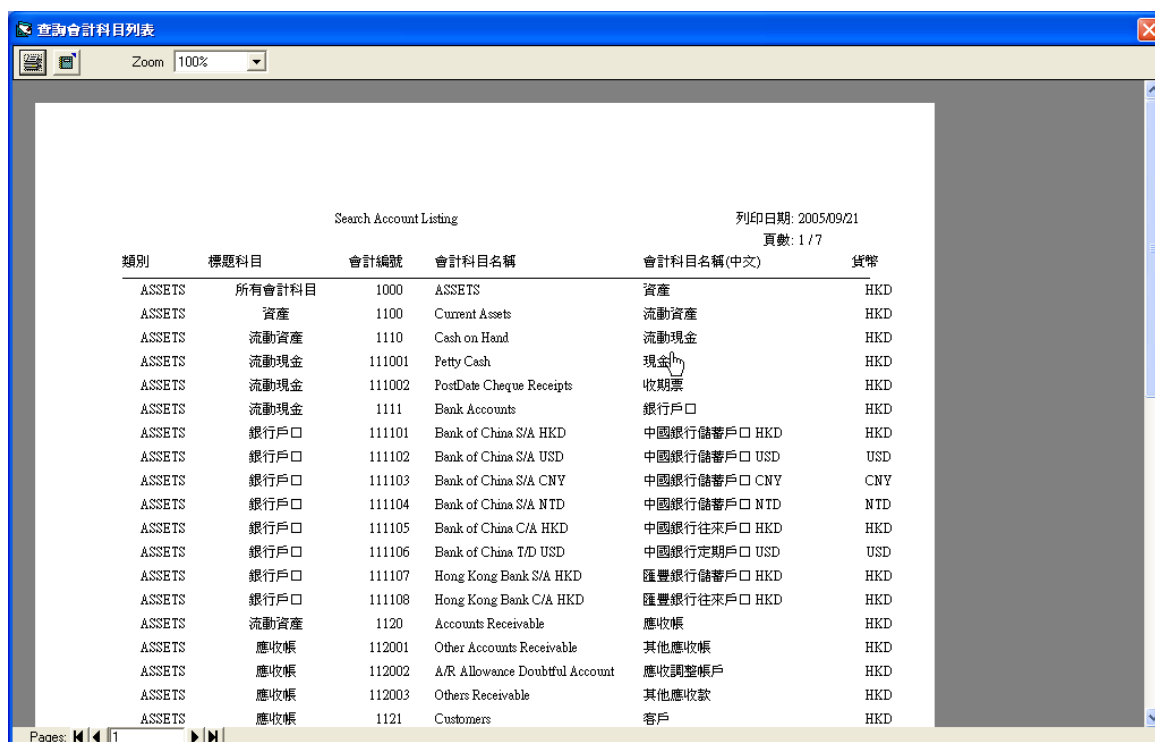 查詢會計科目列表
Zoom 100%
Search Account Listing 列印日期: 2005/09/21
頁數: 1 / 7
類別 標題科目 會計編號 會計科目名稱 會計科目名稱(中文) 貨幣
ASSETS 所有會計科目 1000 ASSETS 資產 HKD
ASSETS 資產 1100 Current Assets 流動資產 HKD
ASSETS 流動資產 1110 Cash on Hand 流動現金 HKD
ASSETS 流動現金 111001 Petty Cash 現金 HKD
ASSETS 流動現金 111002 PostDate Cheque Receipts 收期票 HKD
ASSETS 流動現金 1111 Bank Accounts 銀行戶口 HKD
ASSETS 銀行戶口 111101 Bank of China S/A HKD 中國銀行儲蓄戶口 HKD HKD
ASSETS 銀行戶口 111102 Bank of China S/A USD 中國銀行儲蓄戶口 USD USD
ASSETS 銀行戶口 111103 Bank of China S/A CNY 中國銀行儲蓄戶口 CNY CNY
ASSETS 銀行戶口 111104 Bank of China S/A NTD 中國銀行儲蓄戶口 NTD NTD
ASSETS 銀行戶口 111105 Bank of China C/A HKD 中國銀行往來戶口 HKD HKD
ASSETS 銀行戶口 111106 Bank of China T/D USD 中國銀行定期戶口 USD USD
ASSETS 銀行戶口 111107 Hong Kong Bank S/A HKD 匯豐銀行儲蓄戶口 HKD HKD
ASSETS 銀行戶口 111108 Hong Kong Bank C/A HKD 匯豐銀行往來戶口 HKD HKD
ASSETS 流動資產 1120 Accounts Receivable 應收帳 HKD
ASSETS 應收帳 112001 Other Accounts Receivable 其他應收帳 HKD
ASSETS 應收帳 112002 A/R Allowance Doubtful Account 應收調整帳戶 HKD
ASSETS 應收帳 112003 Others Receivable 其他應收款 HKD
ASSETS 應收帳 1121 Customers 客戶 HKD
Pages: 1